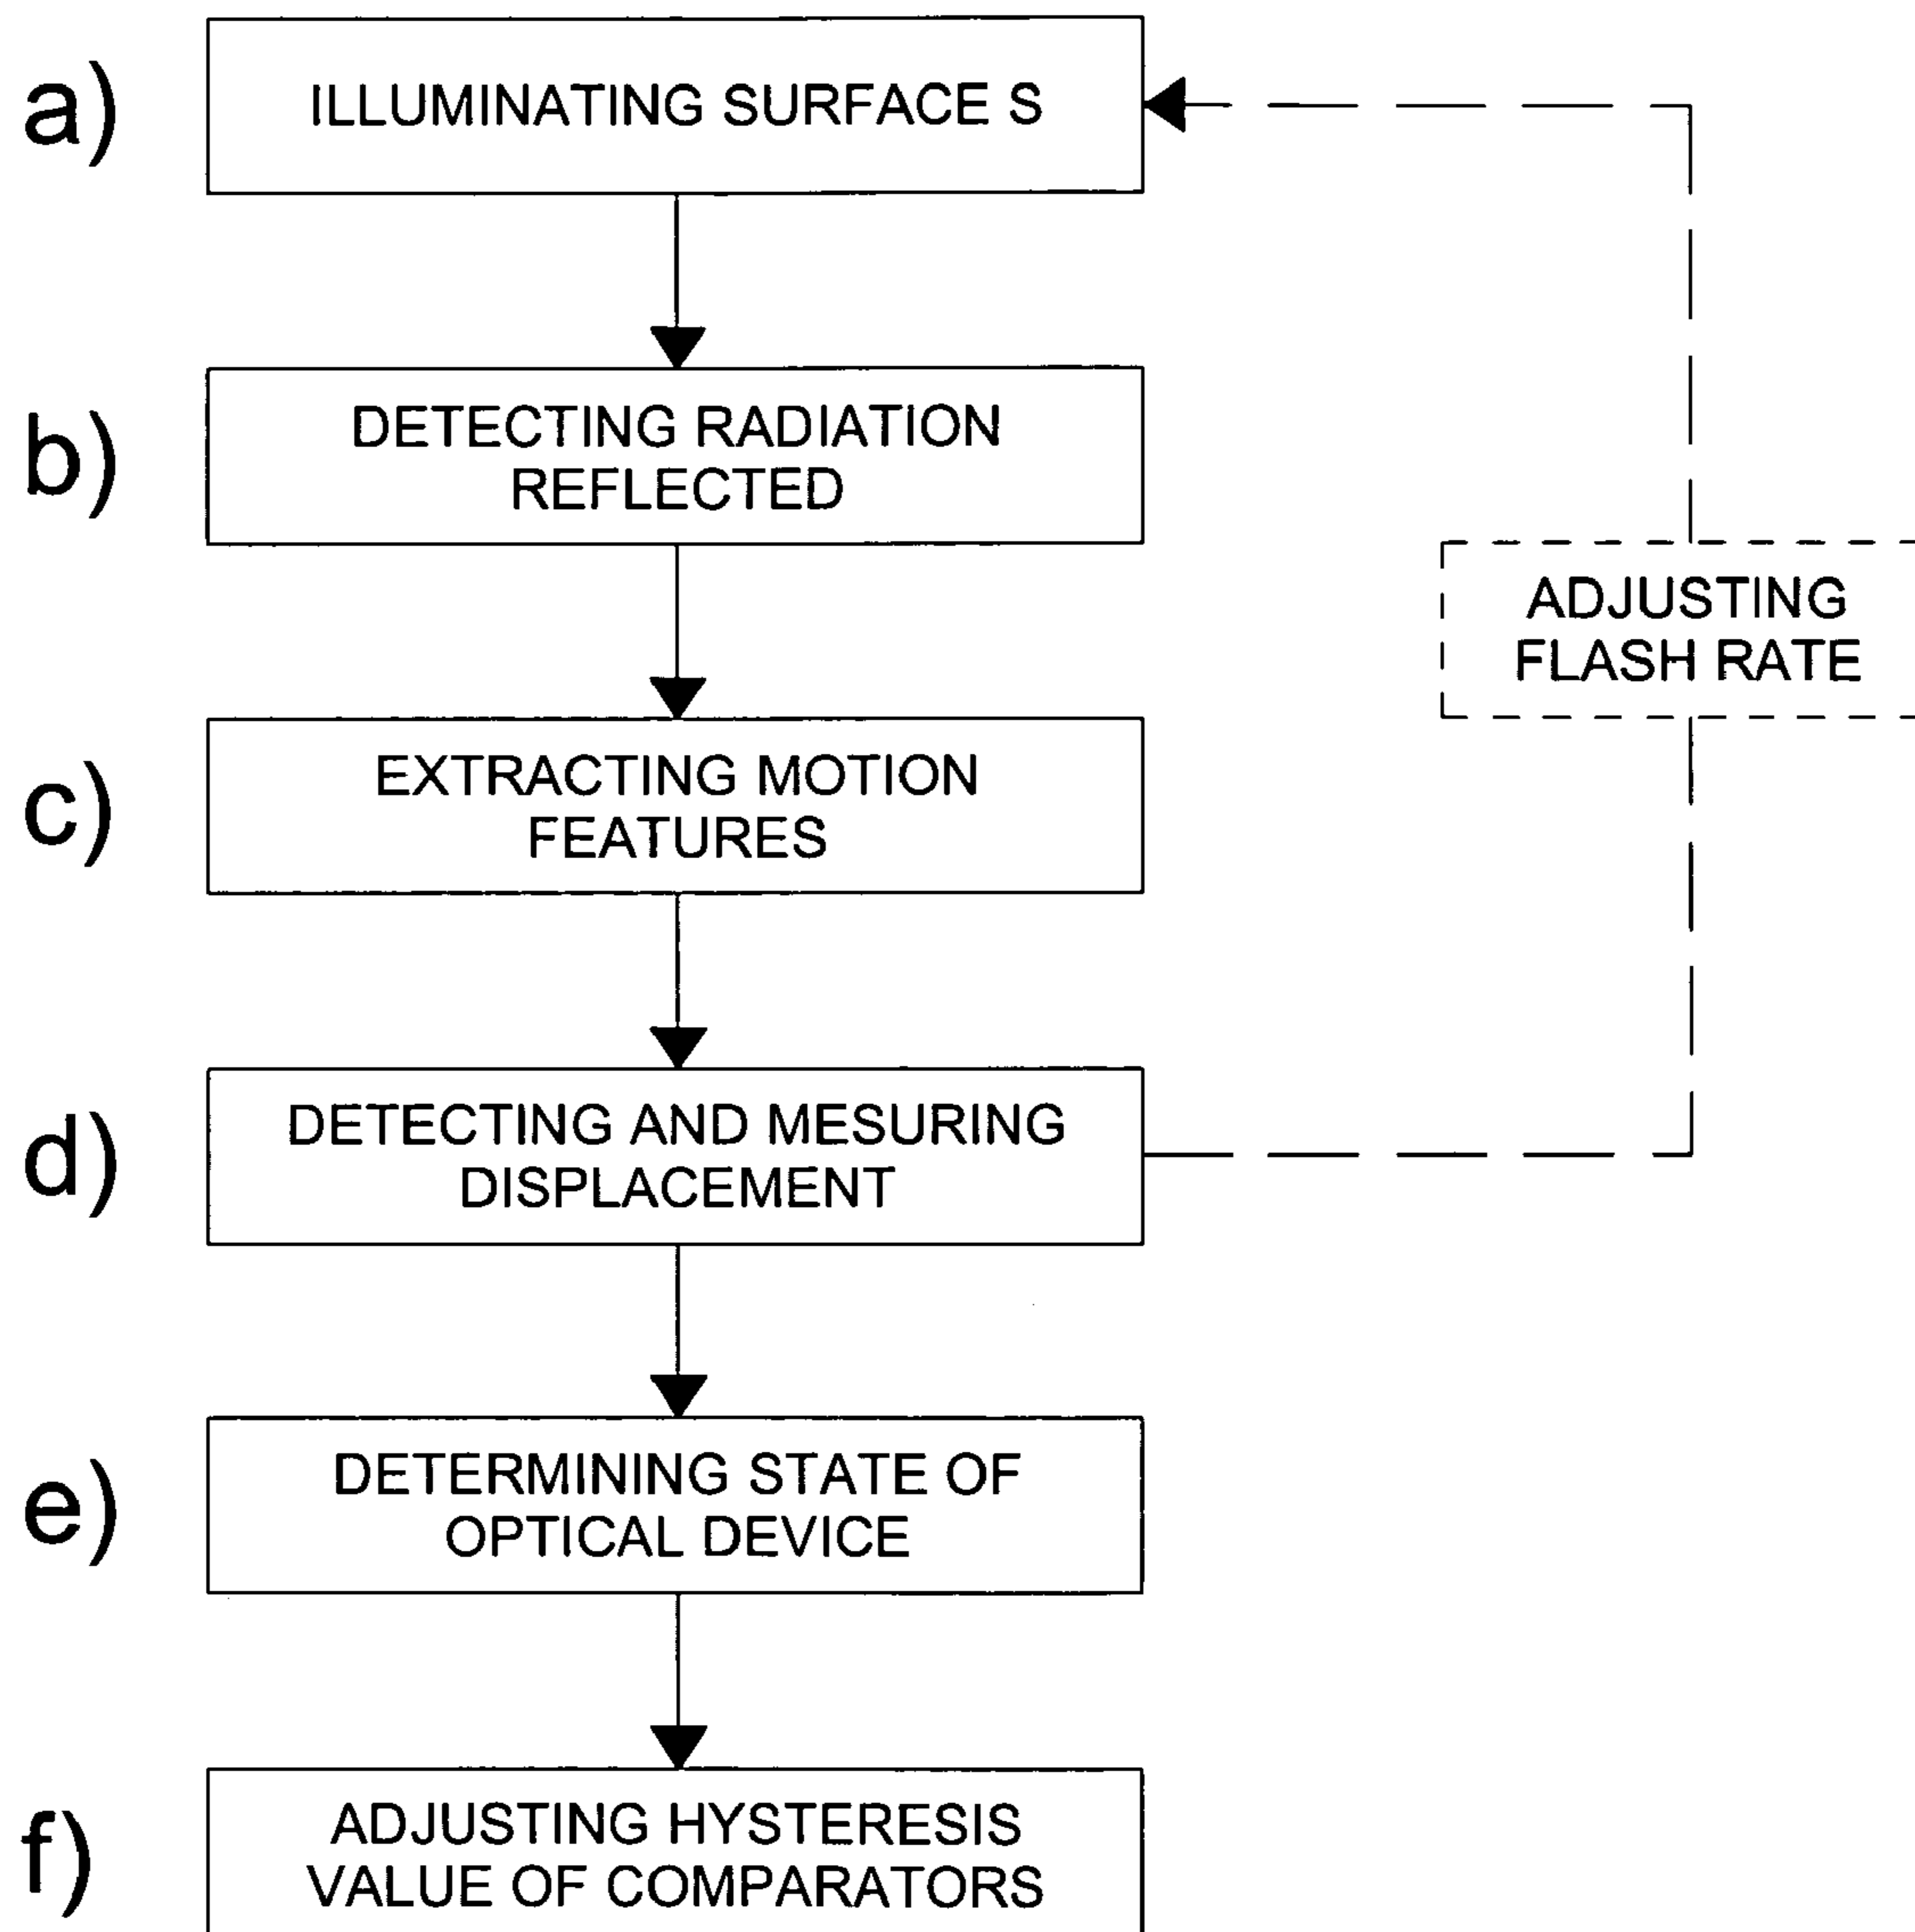 a)
ILLUMINATING SURFACE S
b)
DETECTING RADIATION
REFLECTED
ADJUSTING
FLASH RATE
c)
EXTRACTING MOTION
FEATURES
d)
DETECTING AND MESURING
DISPLACEMENT
e)
DETERMINING STATE OF
OPTICAL DEVICE
f)
ADJUSTING HYSTERESIS
VALUE OF COMPARATORS